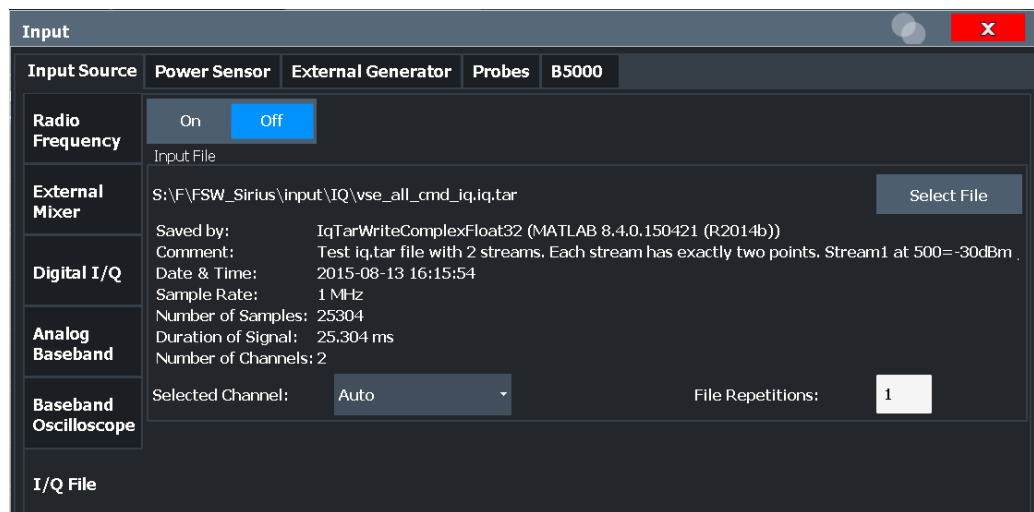 Input
X
Input Source Power Sensor External Generator Probes B5000
Radio
Frequency
On Off
Input File
External
Mixer
S:\F\FSW_Sirius\input\IQ\vse_all_cmd_iq.iq.tar
Select File
Saved by: IqTarWriteComplexFloat32 (MATLAB 8.4.0.150421 (R2014b))
Comment: Test iq.tar file with 2 streams. Each stream has exactly two points. Stream1 at 500=-30dBm
Digital I/Q
Date & Time: 2015-08-13 16:15:54
Sample Rate: 1 MHz
Number of Samples: 25304
Analog
Baseband
Duration of Signal: 25.304 ms
Number of Channels: 2
Baseband
Oscilloscope
Selected Channel: Auto
File Repetitions: 1
I/Q File